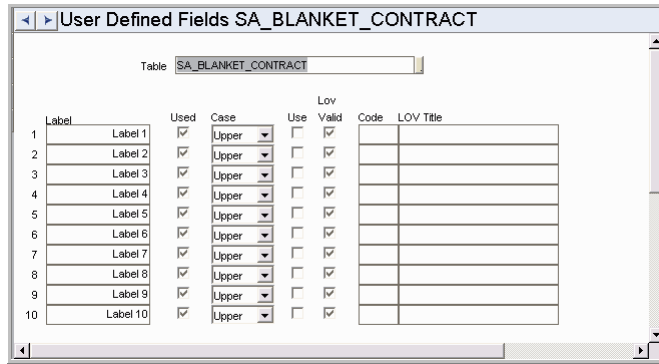 User Defined Fields SA_BLANKET_CONTRACT
Table SA_BLANKET_CONTRACT
Lov
Label Used Case Use Valid Code LOV Title
1 Label 1 Upper
2 Label 2 Upper
3 Label 3 Upper
4 Label 4 Upper
5 Label 5 Upper
6 Label 6 Upper
7 Label 7 Upper
8 Label 8 Upper
9 Label 9 Upper
10 Label 10 Upper